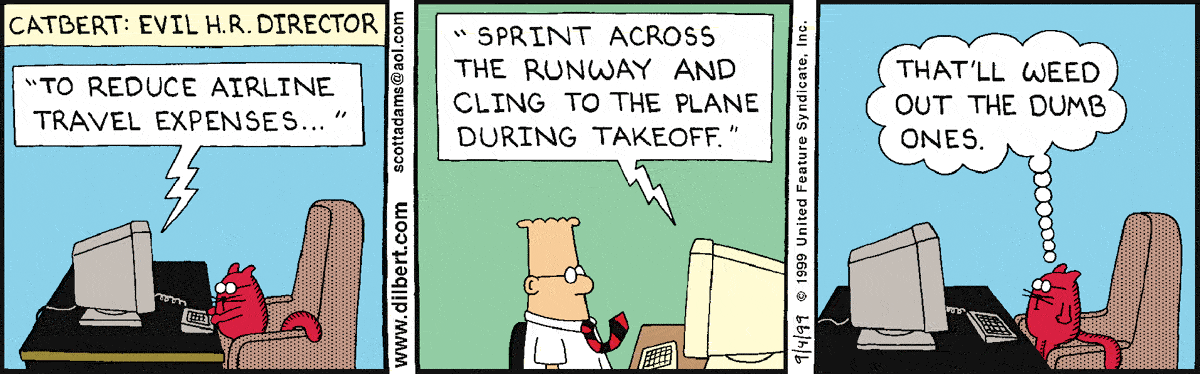 CATBERT: EVIL H.R. DIRECTOR
"TO REDUCE AIRLINE
TRAVEL EXPENSES... "
www.dilbert.com scottadams@aol.com
" SPRINT ACROSS
THE RUNWAY AND
CLING TO THE PLANE
DURING TAKEOFF."
9/4/99 © 1999 United Feature Syndicate, Inc.
THAT'LL WEED
OUT THE DUMB
ONES.